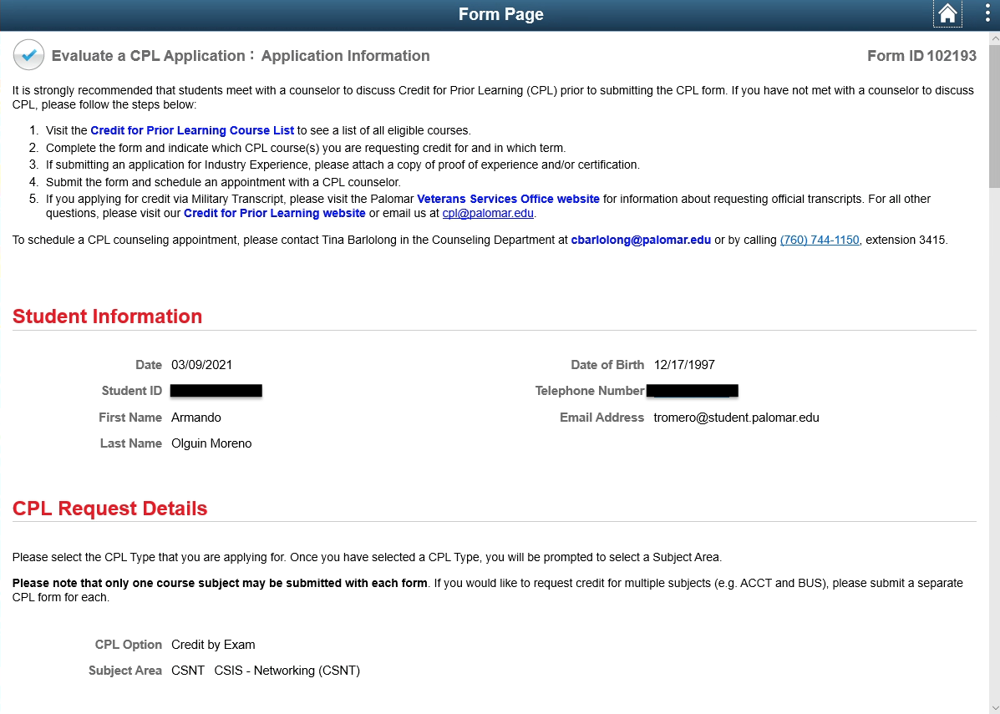 Form Page
Evaluate a CPL Application : Application Information
Form ID 102193
It is strongly recommended that students meet with a counselor to discuss Credit for Prior Learning (CPL) prior to submitting the CPL form. If you have not met with a counselor to discuss
CPL, please follow the steps below:
1. Visit the Credit for Prior Learning Course List to see a list of all eligible courses.
2. Complete the form and indicate which CPL course(s) you are requesting credit for and in which term.
3. If submitting an application for Industry Experience, please attach a copy of proof of experience and/or certification.
4. Submit the form and schedule an appointment with a CPL counselor.
5. If you applying for credit via Military Transcript, please visit the Palomar Veterans Services Office website for information about requesting official transcripts. For all other
questions, please visit our Credit for Prior Learning website or email us at cpl@palomar.edu.
To schedule a CPL counseling appointment, please contact Tina Barlolong in the Counseling Department at cbarlolong@palomar.edu or by calling (760) 744-1150, extension 3415.
Student Information
Date 03/09/2021
Date of Birth 12/17/1997
Student ID
Telephone Number
First Name Armando
Email Address tromero@student.palomar.edu
Last Name Olguin Moreno
CPL Request Details
Please select the CPL Type that you are applying for. Once you have selected a CPL Type, you will be prompted to select a Subject Area.
Please note that only one course subject may be submitted with each form. If you would like to request credit for multiple subjects (e.g. ACCT and BUS), please submit a separate
CPL form for each.
CPL Option Credit by Exam
Subject Area CSNT CSIS - Networking (CSNT)